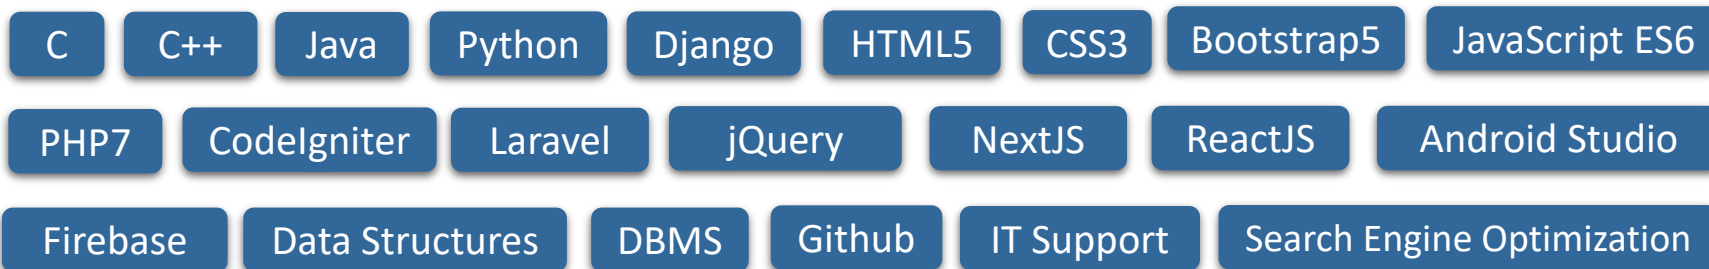 C C++ Java Python Django HTML5 CSS3 Bootstrap5 JavaScript ES6
PHP7 CodeIgniter Laravel jQuery NextJS ReactJS Android Studio
Firebase Data Structures DBMS Github IT Support Search Engine Optimization